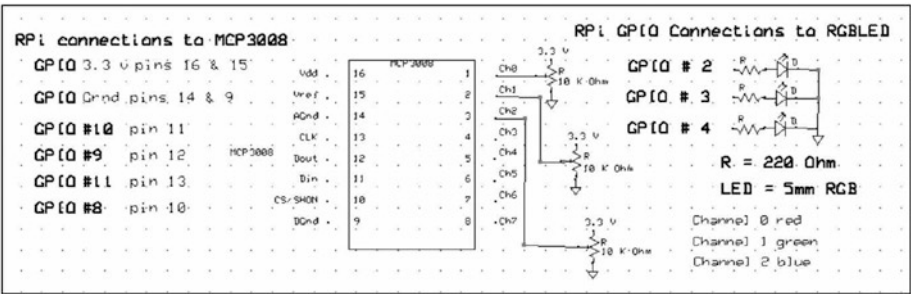 RPi connections to MCP3008
GPIO 3.3 v pins 16 & 15
GPIO Grnd pins 14 & 9
GPIO #10 pin 11
GPIO #9 pin 12
GPIO #11 pin 13
GPIO #8 pin 10
MCP3008
MCP3008
Vdd 16
Vref 15
AGnd 14
CLK 13
Dout 12
Din 11
CS/SHDN 10
DGnd 9
1 Ch0
2 Ch1
3 Ch2
4 Ch3
5 Ch4
6 Ch5
7 Ch6
8 Ch7
3.3 V
R
10 K-Ohm
3.3 V
R
10 K-Ohm
3.3 V
R
10 K-Ohm
RPi GPIO Connections to RGBLED
GPIO # 2 R D
GPIO # 3 R D
GPIO # 4 R D
R = 220 Ohm
LED = 5mm RGB
Channel 0 red
Channel 1 green
Channel 2 blue